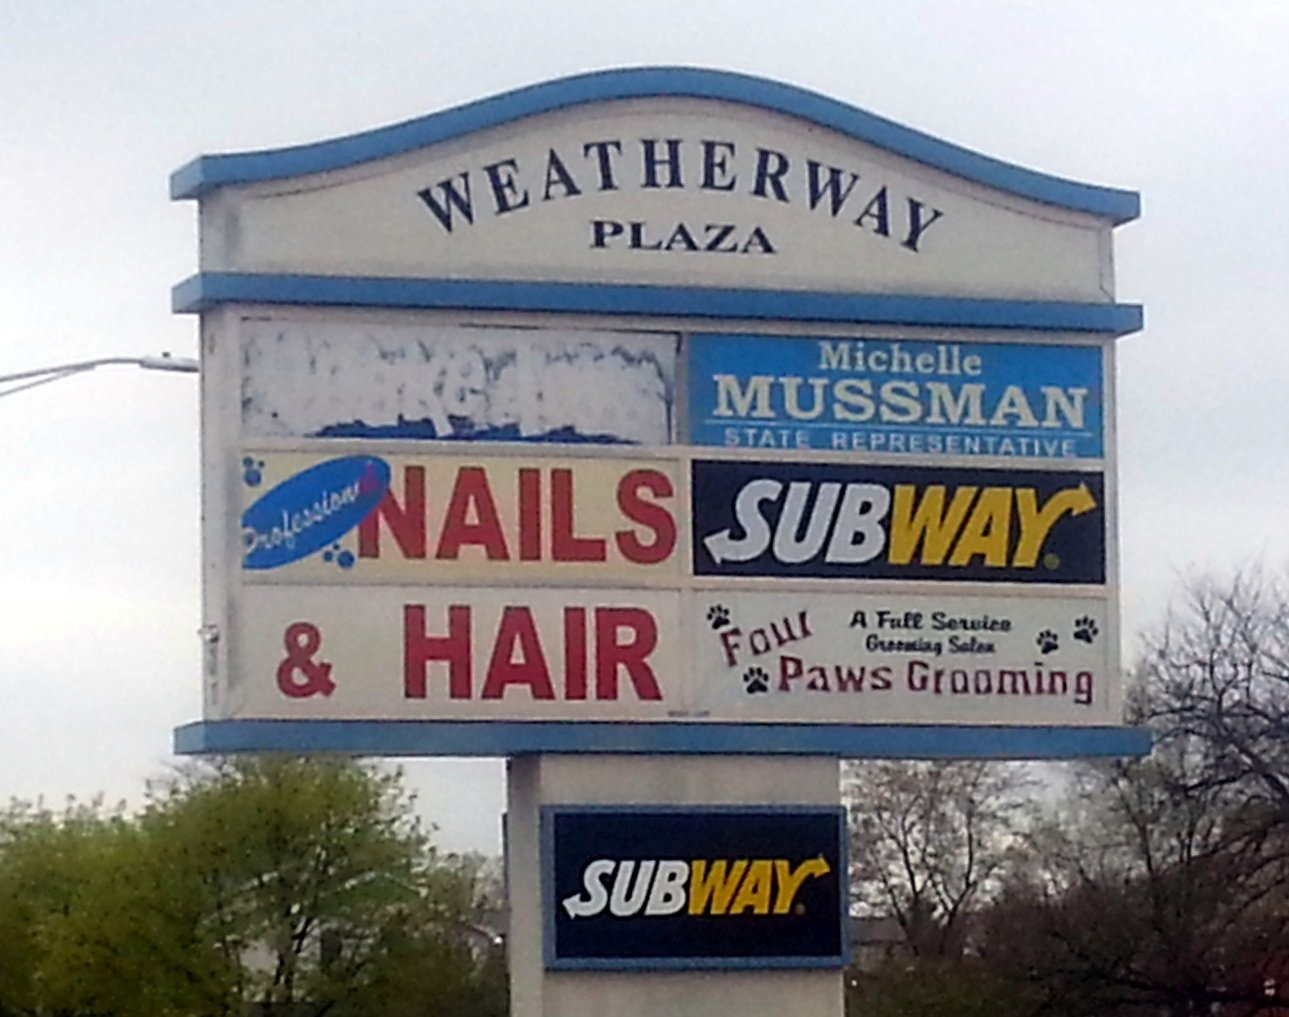 WEATHERWAY
PLAZA
Michelle
MUSSMAN
STATE REPRESENTATIVE
Professional
NAILS
& HAIR
SUBWAY
Four
Paws Grooming
A Full Service
Grooming Salon
SUBWAY